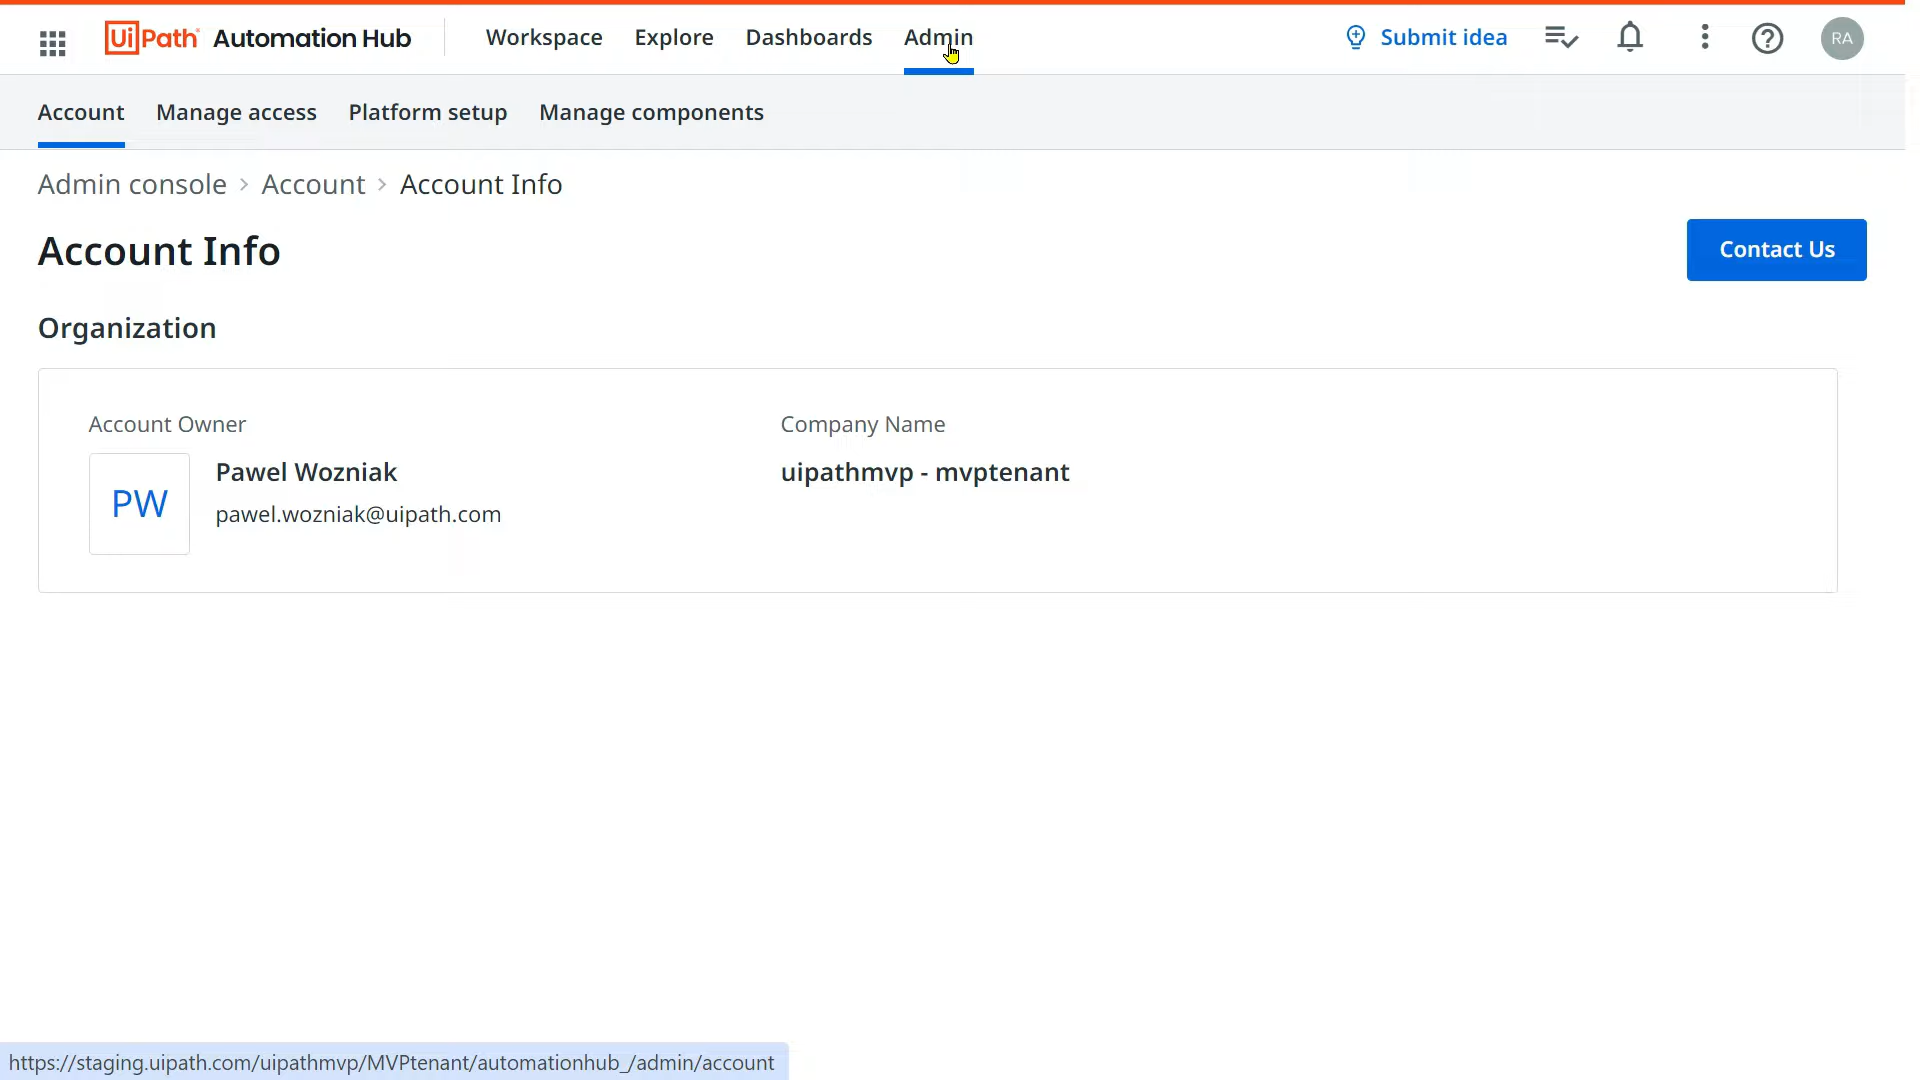 UiPath Automation Hub Workspace Explore Dashboards Admin Submit idea RA
Account Manage access Platform setup Manage components
Admin console > Account > Account Info
Account Info
Contact Us
Organization
Account Owner Company Name
PW
Pawel Wozniak uipathmvp - mvptenant
pawel.wozniak@uipath.com
https://staging.uipath.com/uipathmvp/MVPtenant/automationhub_/admin/account